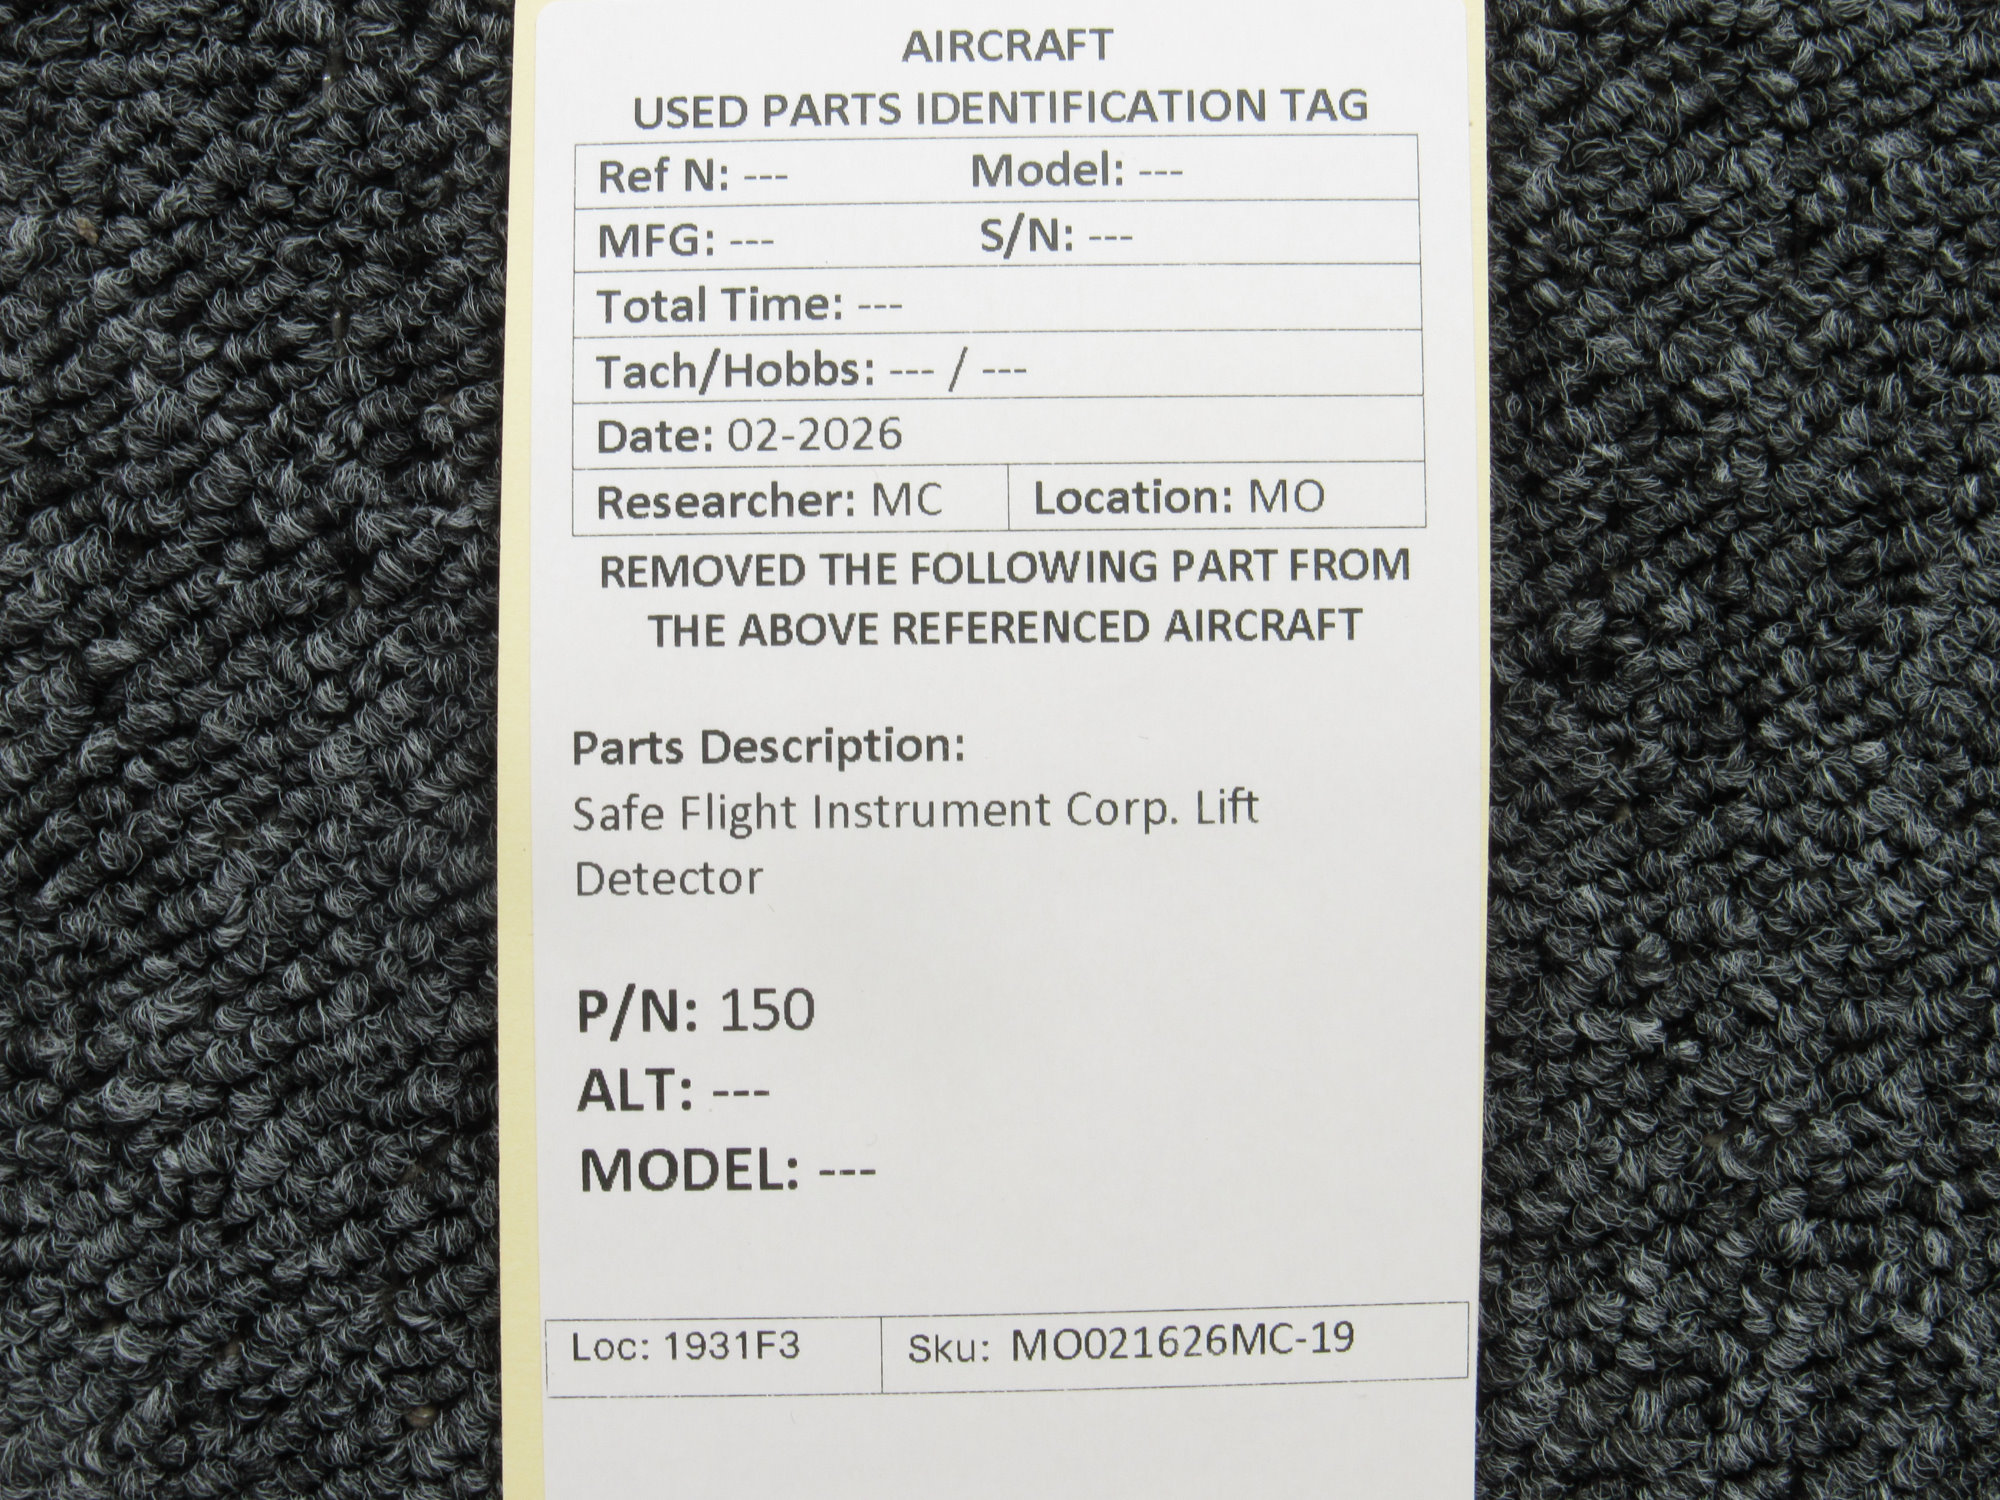 AIRCRAFT
USED PARTS IDENTIFICATION TAG
Ref N: --- Model: ---
MFG: --- S/N: ---
Total Time: ---
Tach/Hobbs: --- / ---
Date: 02-2026
Researcher: MC Location: MO
REMOVED THE FOLLOWING PART FROM
THE ABOVE REFERENCED AIRCRAFT
Parts Description:
Safe Flight Instrument Corp. Lift
Detector
P/N: 150
ALT: ---
MODEL: ---
Loc: 1931F3 Sku: MO021626MC-19